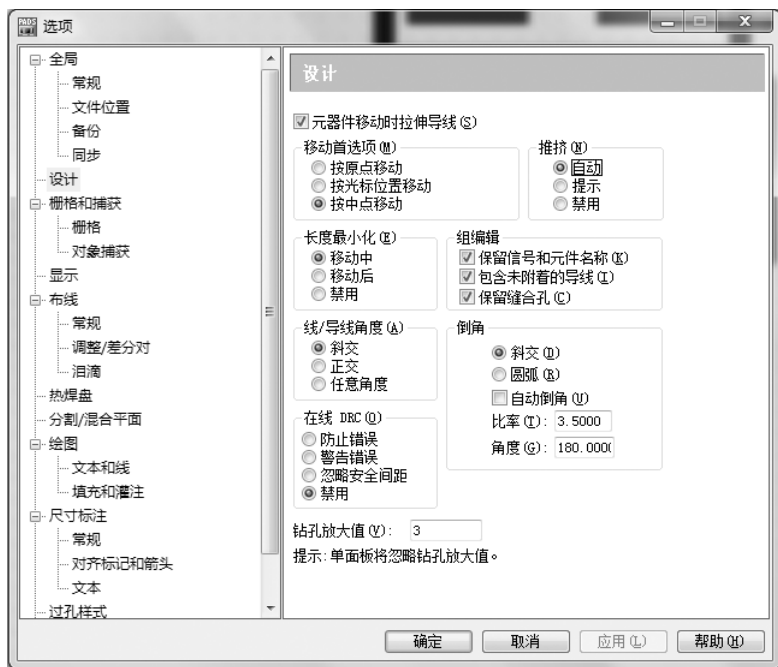 PADS
选项
全局
常规
文件位置
备份
同步
设计
栅格和捕获
栅格
对象捕获
显示
布线
常规
调整/差分对
泪滴
热焊盘
分割/混合平面
绘图
文本和线
填充和灌注
尺寸标注
常规
对齐标记和箭头
文本
过孔样式
设计
元器件移动时拉伸导线(S)
移动首选项(M)
按原点移动
按光标位置移动
按中点移动
推挤(N)
自动
提示
禁用
长度最小化(E)
移动中
移动后
禁用
组编辑
保留信号和元件名称(K)
包含未附着的导线(I)
保留缝合孔(C)
线/导线角度(A)
斜交
正交
任意角度
倒角
斜交(D)
圆弧(R)
自动倒角(U)
比率(T): 3.5000
角度(G): 180.000
在线 DRC(O)
防止错误
警告错误
忽略安全间距
禁用
钻孔放大值(V): 3
提示:单面板将忽略钻孔放大值。
确定
取消
应用(L)
帮助(H)